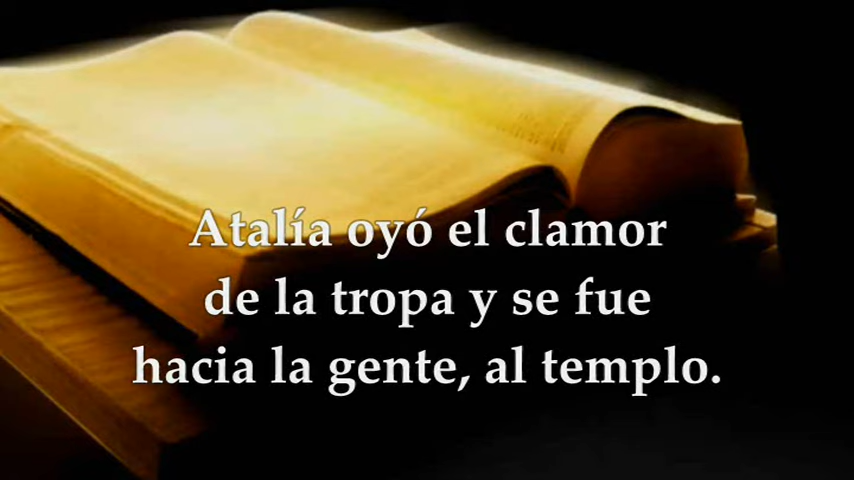 Atalía oyó el clamor
de la tropa y se fue
hacia la gente, al templo.